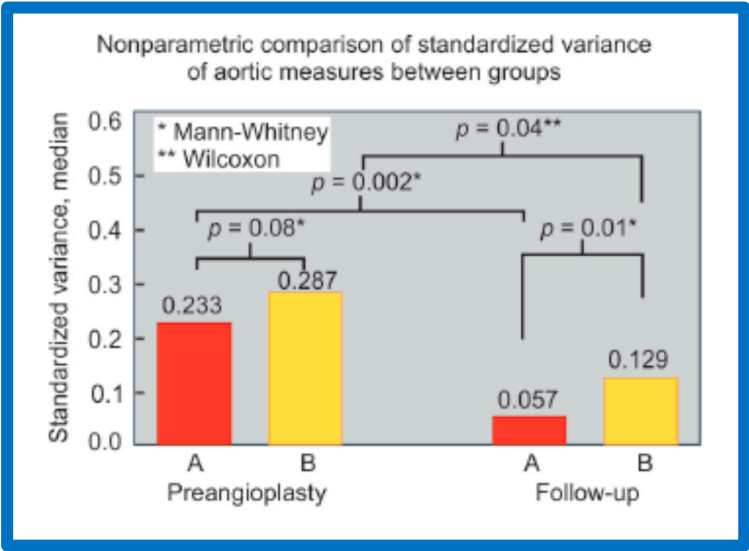 Nonparametric comparison of standardized variance
of aortic measures between groups
Standardized variance, median
0.6
0.5
0.4
0.3
0.2
0.1
0.0
* Mann-Whitney
** Wilcoxon
p = 0.04**
p = 0.002*
p = 0.08*
p = 0.01*
0.233
0.287
0.057
0.129
A
B
A
B
Preangioplasty
Follow-up